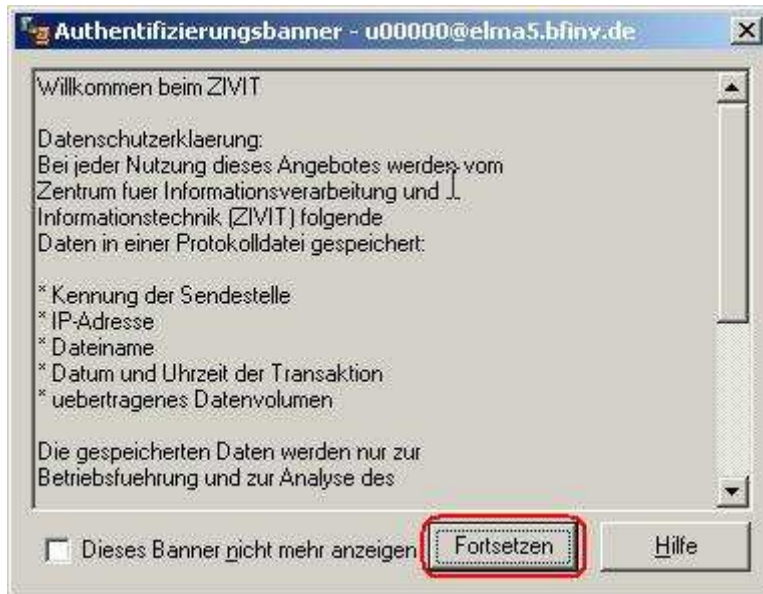 Authentifizierungsbanner - u00000@elma5.bfinv.de
Willkommen beim ZIVIT
Datenschutzerklaerung:
Bei jeder Nutzung dieses Angebotes werden vom
Zentrum fuer Informationsverarbeitung und
Informationstechnik (ZIVIT) folgende
Daten in einer Protokolldatei gespeichert:
* Kennung der Sendestelle
* IP-Adresse
* Dateiname
* Datum und Uhrzeit der Transaktion
* uebertragenes Datenvolumen
Die gespeicherten Daten werden nur zur
Betriebsfuehrung und zur Analyse des
Dieses Banner nicht mehr anzeigen Fortsetzen Hilfe